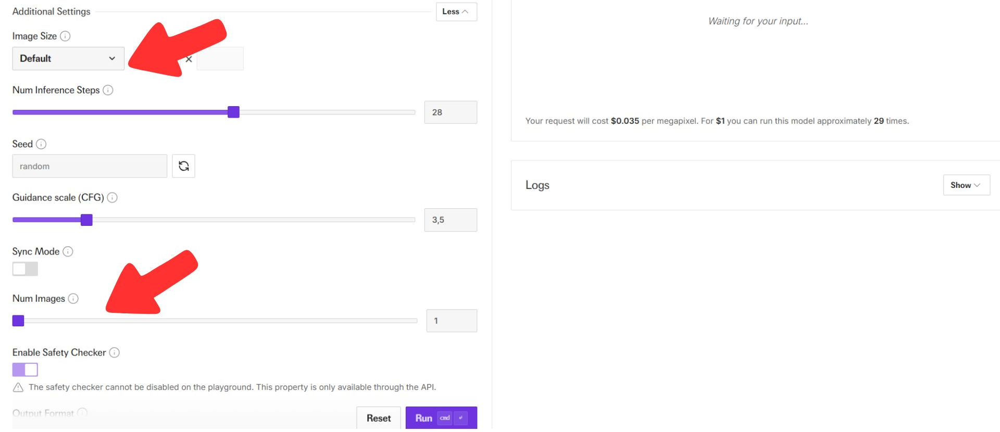 Additional Settings
Less
Image Size
Default
×
Num Inference Steps
28
Seed
random
Guidance scale (CFG)
3,5
Sync Mode
Num Images
1
Enable Safety Checker
The safety checker cannot be disabled on the playground. This property is only available through the API.
Output Format
Reset
Run cmd ↵
Waiting for your input...
Your request will cost $0.035 per megapixel. For $1 you can run this model approximately 29 times.
Logs
Show